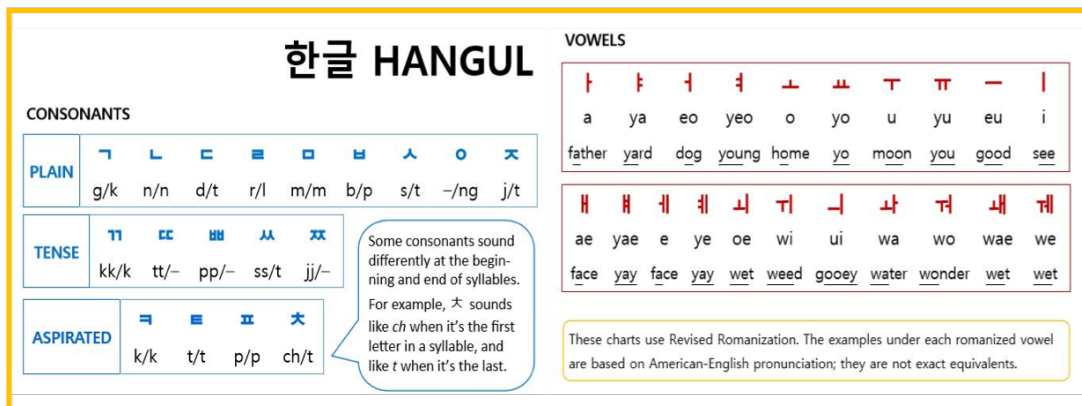 한글 HANGUL
CONSONANTS
PLAIN
ㄱ ㄴ ㄷ ㄹ ㅁ ㅂ ㅅ ㅇ ㅈ
g/k n/n d/t r/l m/m b/p s/t –/ng j/t
TENSE
ㄲ ㄸ ㅃ ㅆ ㅉ
kk/k tt/– pp/– ss/t jj/–
ASPIRATED
ㅋ ㅌ ㅍ ㅊ
k/k t/t p/p ch/t
Some consonants sound
differently at the begin-
ning and end of syllables.
For example, ㅊ sounds
like ch when it's the first
letter in a syllable, and
like t when it's the last.
VOWELS
ㅏ ㅑ ㅓ ㅕ ㅗ ㅛ ㅜ ㅠ ㅡ ㅣ
a ya eo yeo o yo u yu eu i
father yard dog young home yo moon you good see
ㅐ ㅒ ㅔ ㅖ ㅚ ㅟ ㅢ ㅘ ㅝ ㅙ ㅞ
ae yae e ye oe wi ui wa wo wae we
face yay face yay wet weed gooey water wonder wet wet
These charts use Revised Romanization. The examples under each romanized vowel
are based on American-English pronunciation; they are not exact equivalents.